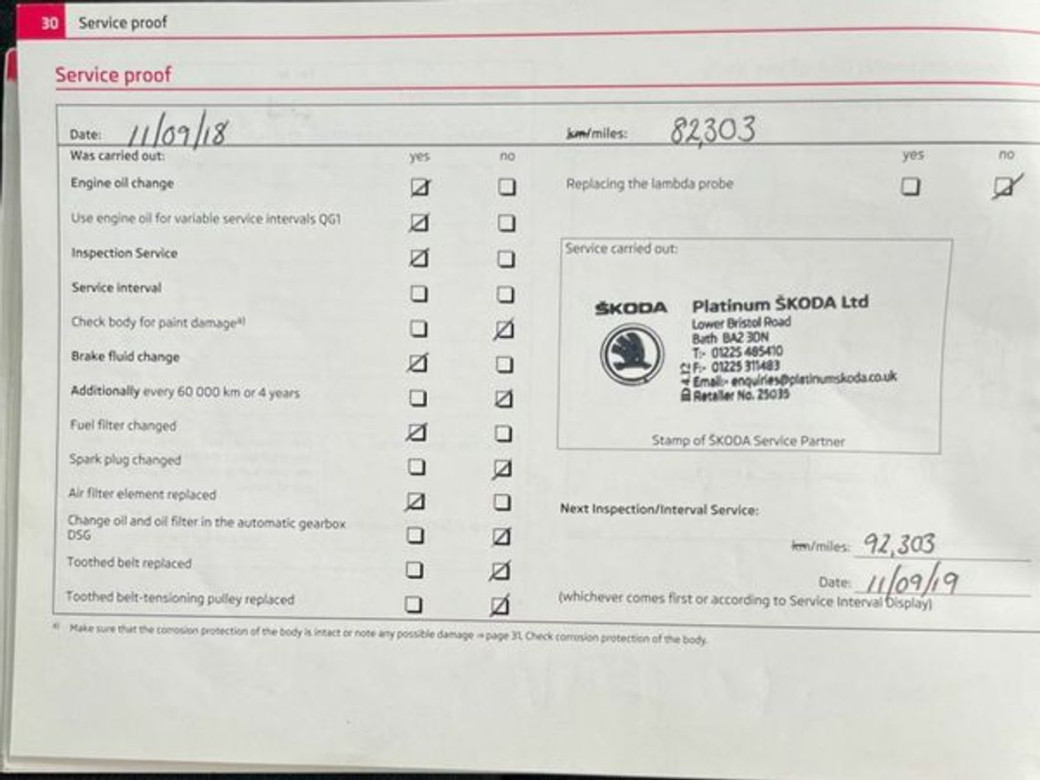 30 Service proof
Service proof
Date: 11/09/18 km/miles: 82,303
Was carried out: yes no yes no
Engine oil change Replacing the lambda probe
Use engine oil for variable service intervals QG1
Inspection Service
Service carried out:
Service interval
ŠKODA Platinum ŠKODA Ltd
Lower Bristol Road
Check body for paint damageᵃ⁾
Bath BA2 3DN
T:- 01225 485410
Brake fluid change
F:- 01225 311483
Email:- enquiries@platinumskoda.co.uk
Retailer No. 25035
Additionally every 60 000 km or 4 years
Fuel filter changed
Stamp of ŠKODA Service Partner
Spark plug changed
Air filter element replaced
Next Inspection/Interval Service:
Change oil and oil filter in the automatic gearbox
DSG
km/miles: 92,303
Toothed belt replaced
Date: 11/09/19
Toothed belt-tensioning pulley replaced
(whichever comes first or according to Service Interval Display)
ᵃ⁾ Make sure that the corrosion protection of the body is intact or note any possible damage ⇒ page 31, Check corrosion protection of the body.